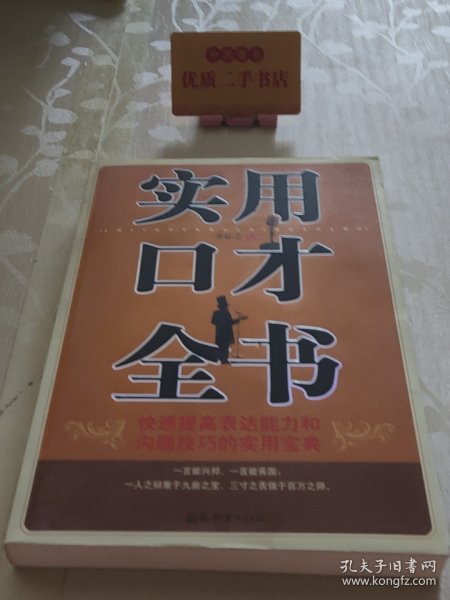 优质二手书店
实用
口才
全书
快速提高表达能力和
沟通技巧的实用宝典
一言能兴邦，一言能丧国；
一人之辩重于九鼎之宝，三寸之舌强于百万之师。
孔夫子旧书网
www.kongfz.com